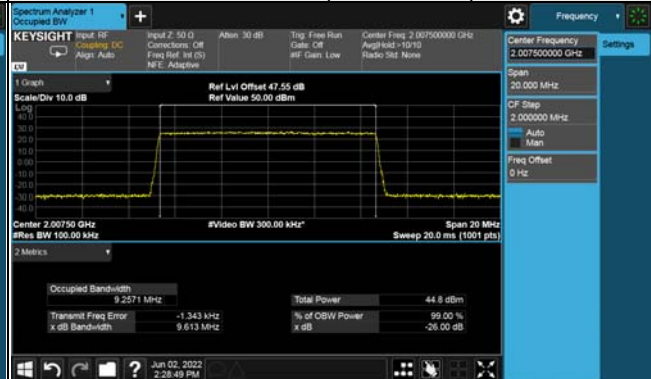 Spectrum Analyzer 1
Occupied BW
+
Frequency
KEYSIGHT
Input: RF
Coupling: DC
Align: Auto
Input Z: 50 Ω
Corrections: Off
Freq Ref: Int (S)
NFE: Adaptive
Atten: 30 dB
Trig: Free Run
Gate: Off
#IF Gain: Low
Center Freq: 2.007500000 GHz
Avg|Hold:>10/10
Radio Std: None
Center Frequency
2.007500000 GHz
Settings
Span
20.000 MHz
CF Step
2.000000 MHz
Auto
Man
Freq Offset
0 Hz
1 Graph
Scale/Div 10.0 dB
Ref Lvl Offset 47.55 dB
Ref Value 50.00 dBm
Log
40.0
30.0
20.0
10.0
0.00
-10.0
-20.0
-30.0
-40.0
Center 2.00750 GHz
#Res BW 100.00 kHz
#Video BW 300.00 kHz*
Span 20 MHz
Sweep 20.0 ms (1001 pts)
2 Metrics
Occupied Bandwidth
9.2571 MHz
Total Power 44.8 dBm
Transmit Freq Error -1.343 kHz
% of OBW Power 99.00 %
x dB Bandwidth 9.613 MHz
x dB -26.00 dB
?
Jun 02, 2022
2:28:49 PM